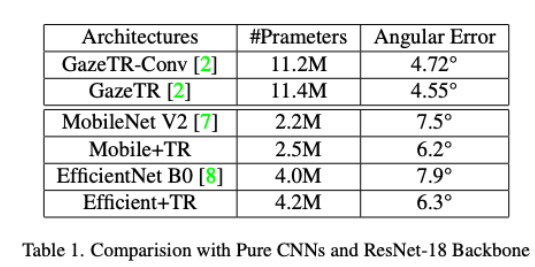 Architectures #Prameters Angular Error
GazeTR-Conv [2] 11.2M 4.72°
GazeTR [2] 11.4M 4.55°
MobileNet V2 [7] 2.2M 7.5°
Mobile+TR 2.5M 6.2°
EfficientNet B0 [8] 4.0M 7.9°
Efficient+TR 4.2M 6.3°
Table 1. Comparision with Pure CNNs and ResNet-18 Backbone